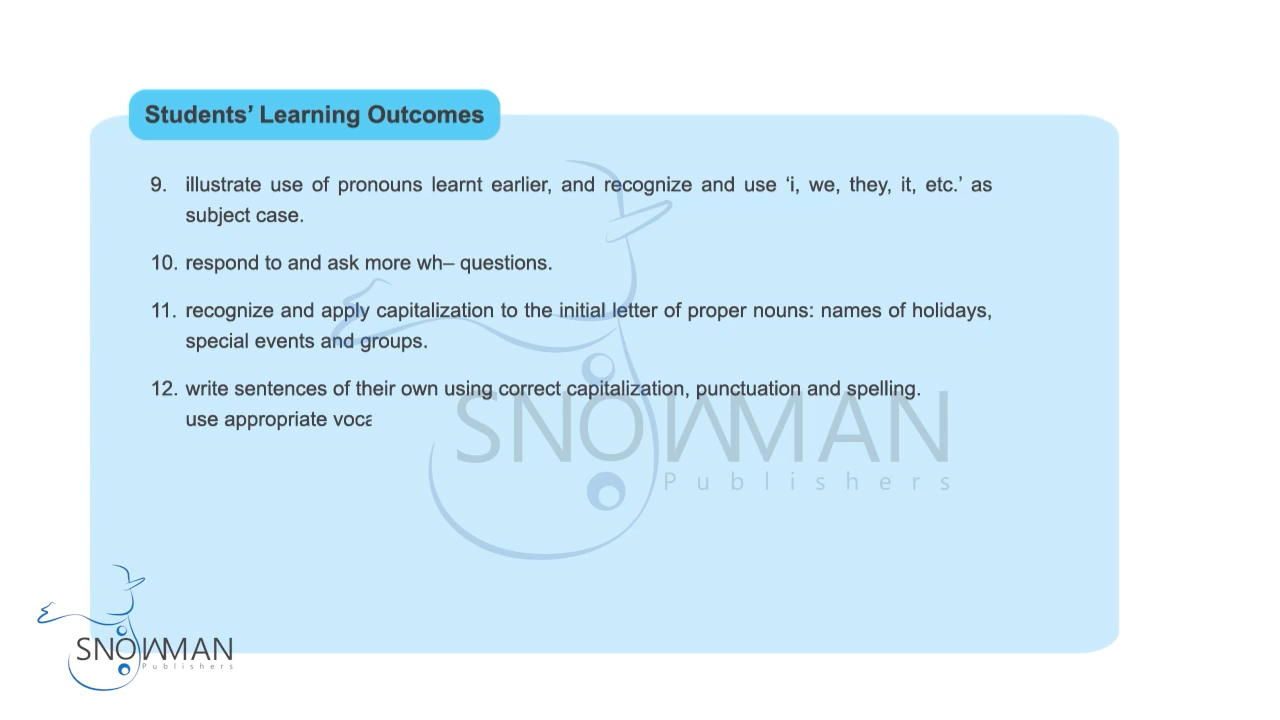 Students’ Learning Outcomes
9. illustrate use of pronouns learnt earlier, and recognize and use ‘i, we, they, it, etc.’ as
subject case.
10. respond to and ask more wh– questions.
11. recognize and apply capitalization to the initial letter of proper nouns: names of holidays,
special events and groups.
12. write sentences of their own using correct capitalization, punctuation and spelling.
use appropriate
SNOWMAN
Publishers
SNOWMAN
Publishers